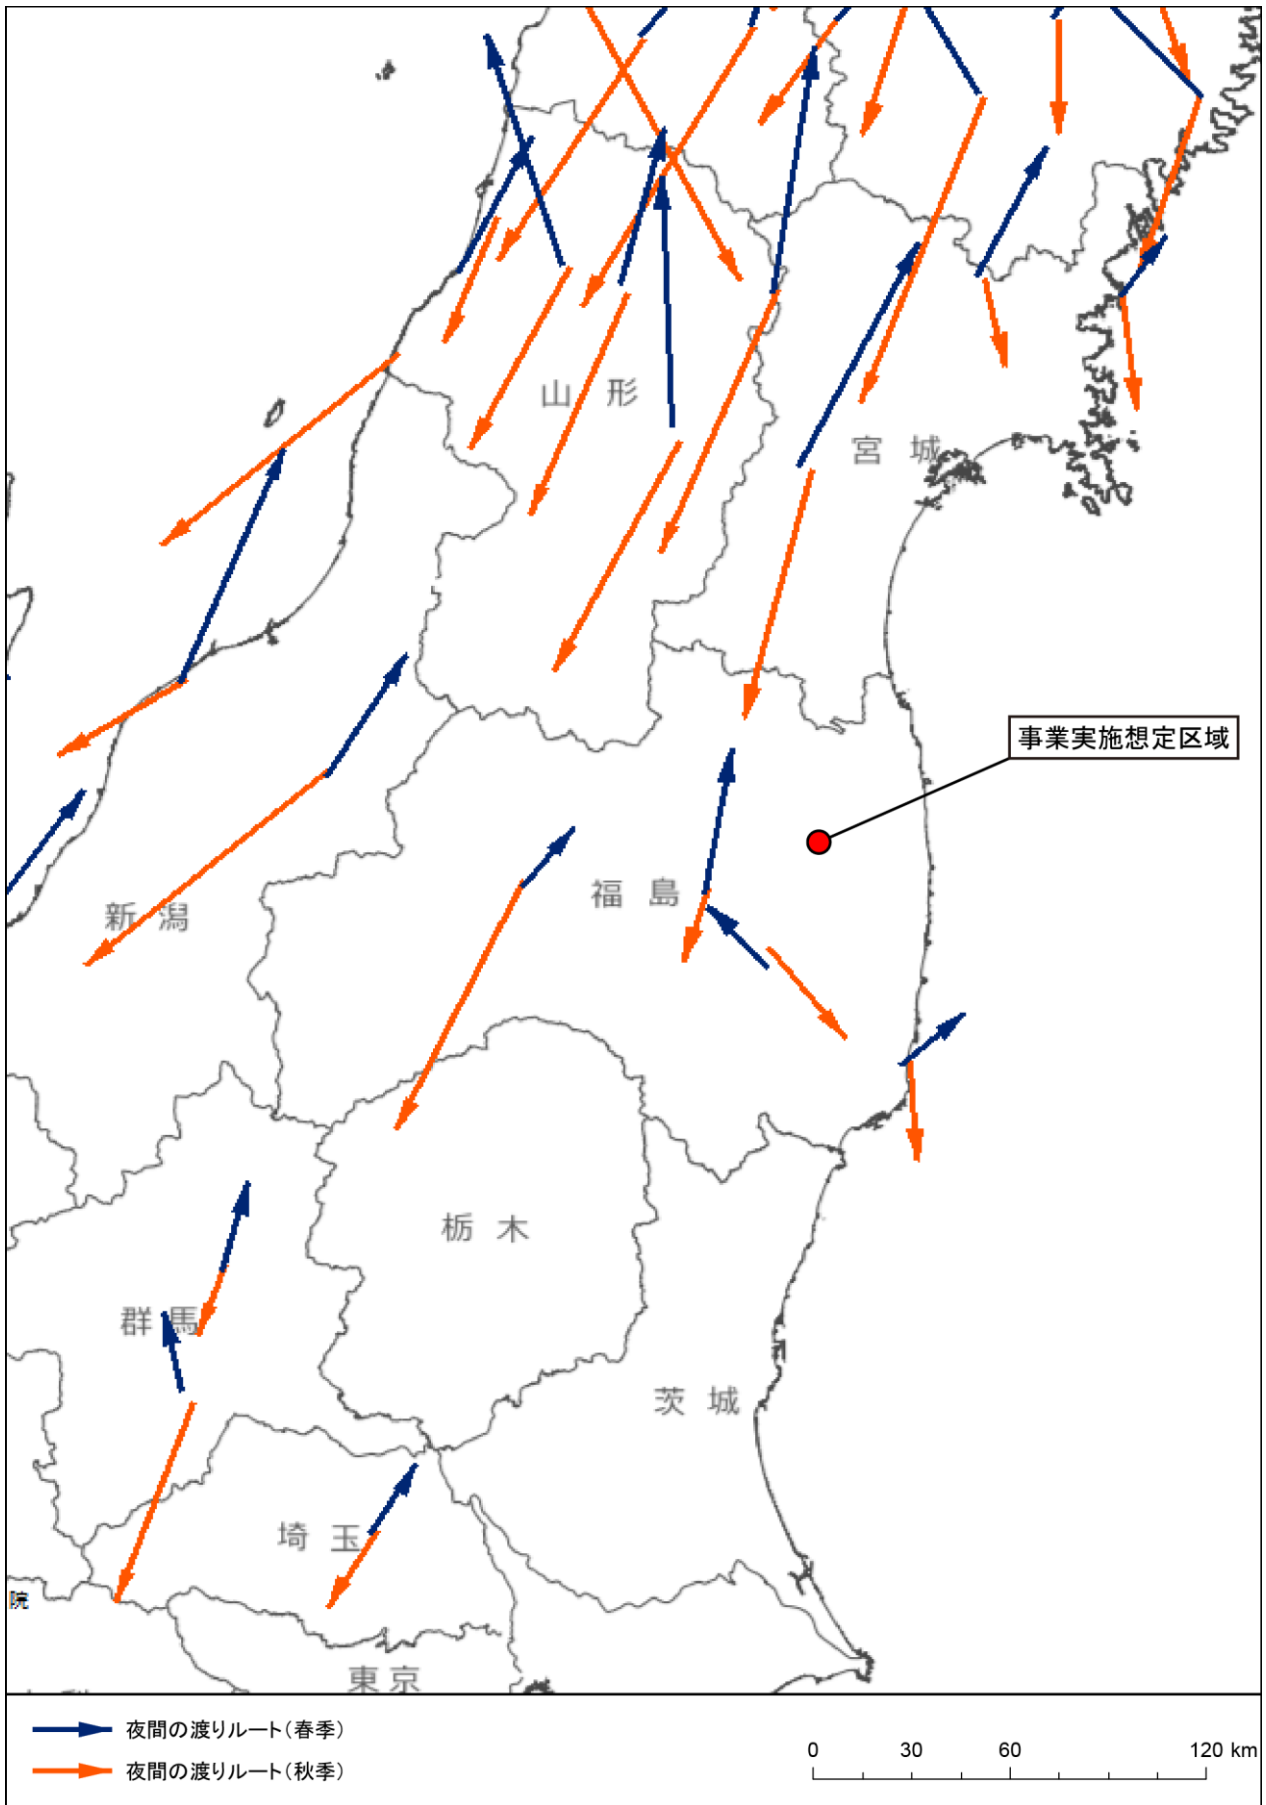 山形
宮城
事業実施想定区域
福島
新潟
栃木
群馬
茨城
埼玉
院
東京
夜間の渡りルート(春季)
夜間の渡りルート(秋季)
0 30 60 120 km